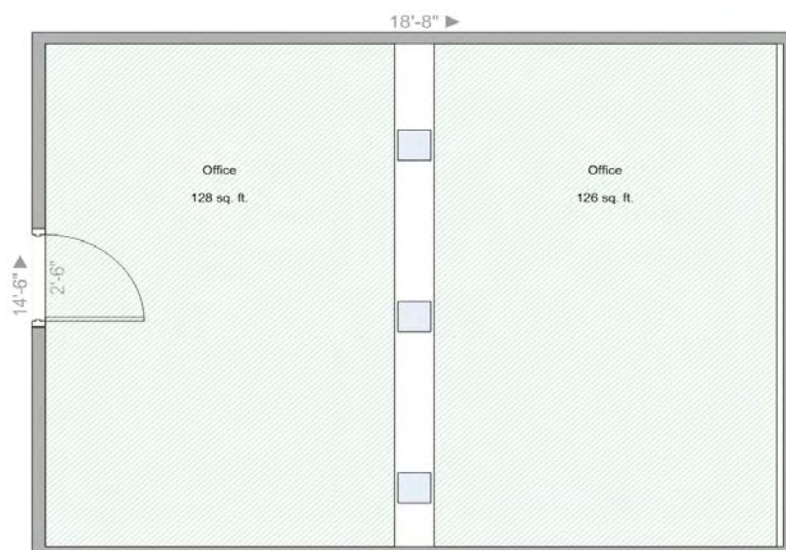 18'-8" ►
Office
128 sq. ft.
Office
126 sq. ft.
14'-6" ►
2'-6"